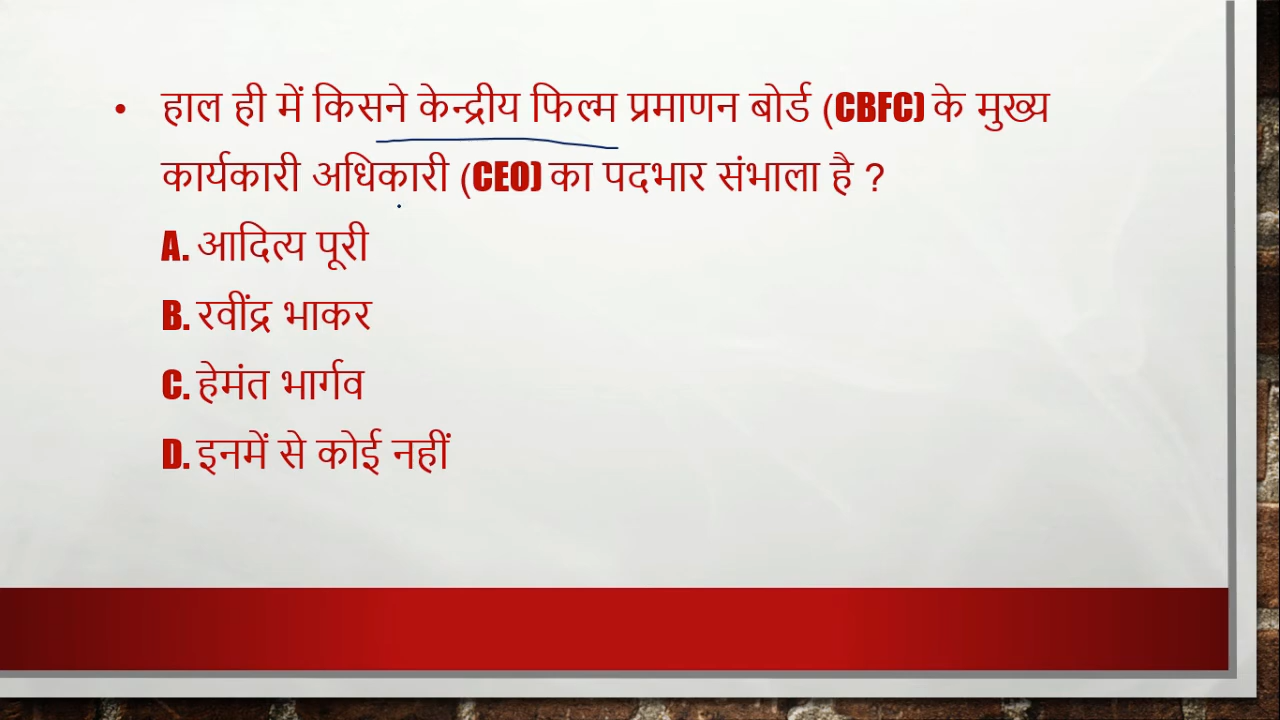 • हाल ही में किसने केन्द्रीय फिल्म प्रमाणन बोर्ड (CBFC) के मुख्य
कार्यकारी अधिकारी (CEO) का पदभार संभाला है ?
A. आदित्य पूरी
B. रवींद्र भाकर
C. हेमंत भार्गव
D. इनमें से कोई नहीं